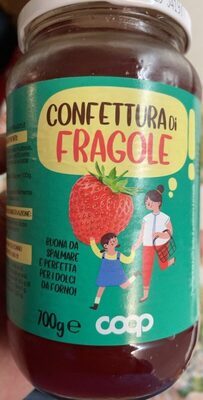 CONFETTURA Di
FRAGOLE
BUONA DA
SPALMARE
E PERFETTA
PER I DOLCI
DA FORNO!
700g e
coop